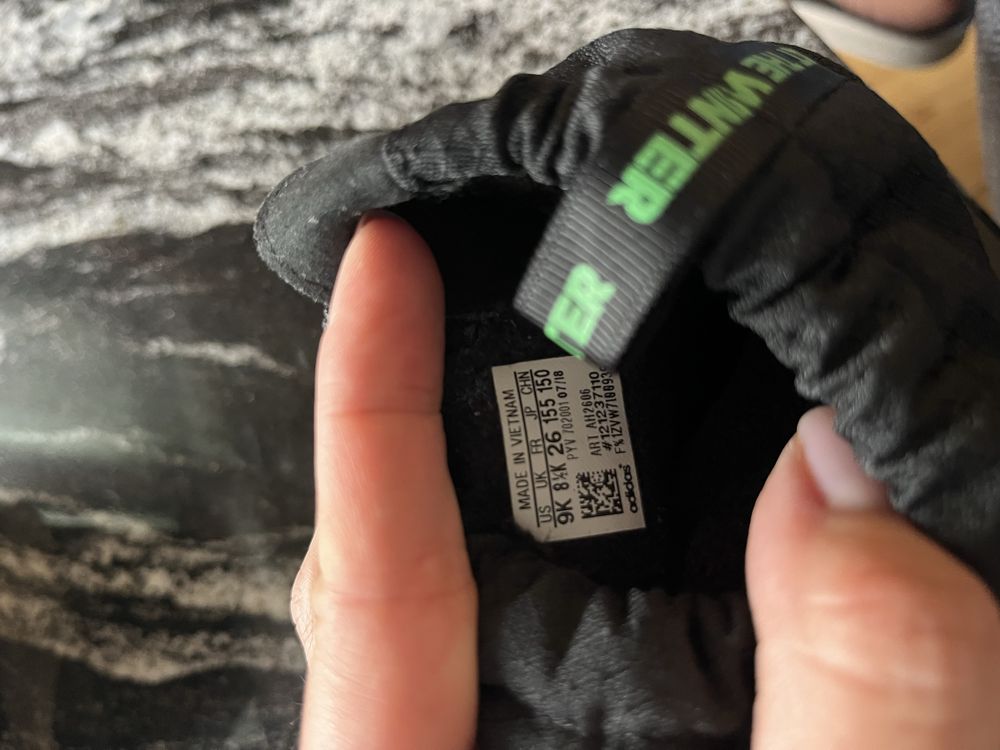 THE WINTER
TER
MADE IN VIETNAM
US UK FR JP CHN
9K 8½K 26 155 150
PYV 702001 07/18
ART AH2606
#121237110
adidas